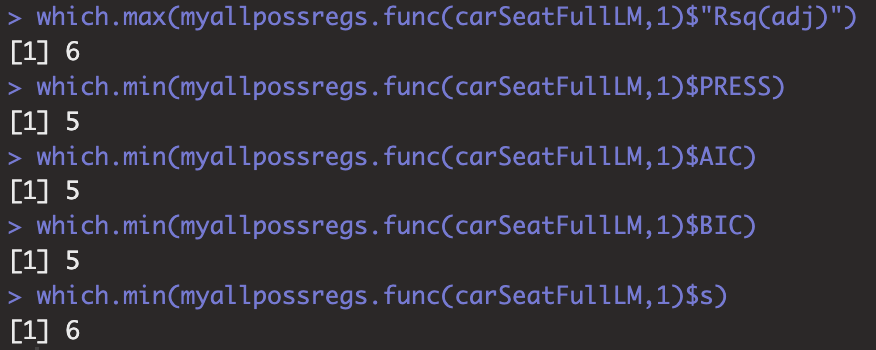 > which.max(myallpossregs.func(carSeatFullLM,1)$"Rsq(adj)")
[1] 6
> which.min(myallpossregs.func(carSeatFullLM,1)$PRESS)
[1] 5
> which.min(myallpossregs.func(carSeatFullLM,1)$AIC)
[1] 5
> which.min(myallpossregs.func(carSeatFullLM,1)$BIC)
[1] 5
> which.min(myallpossregs.func(carSeatFullLM,1)$s)
[1] 6